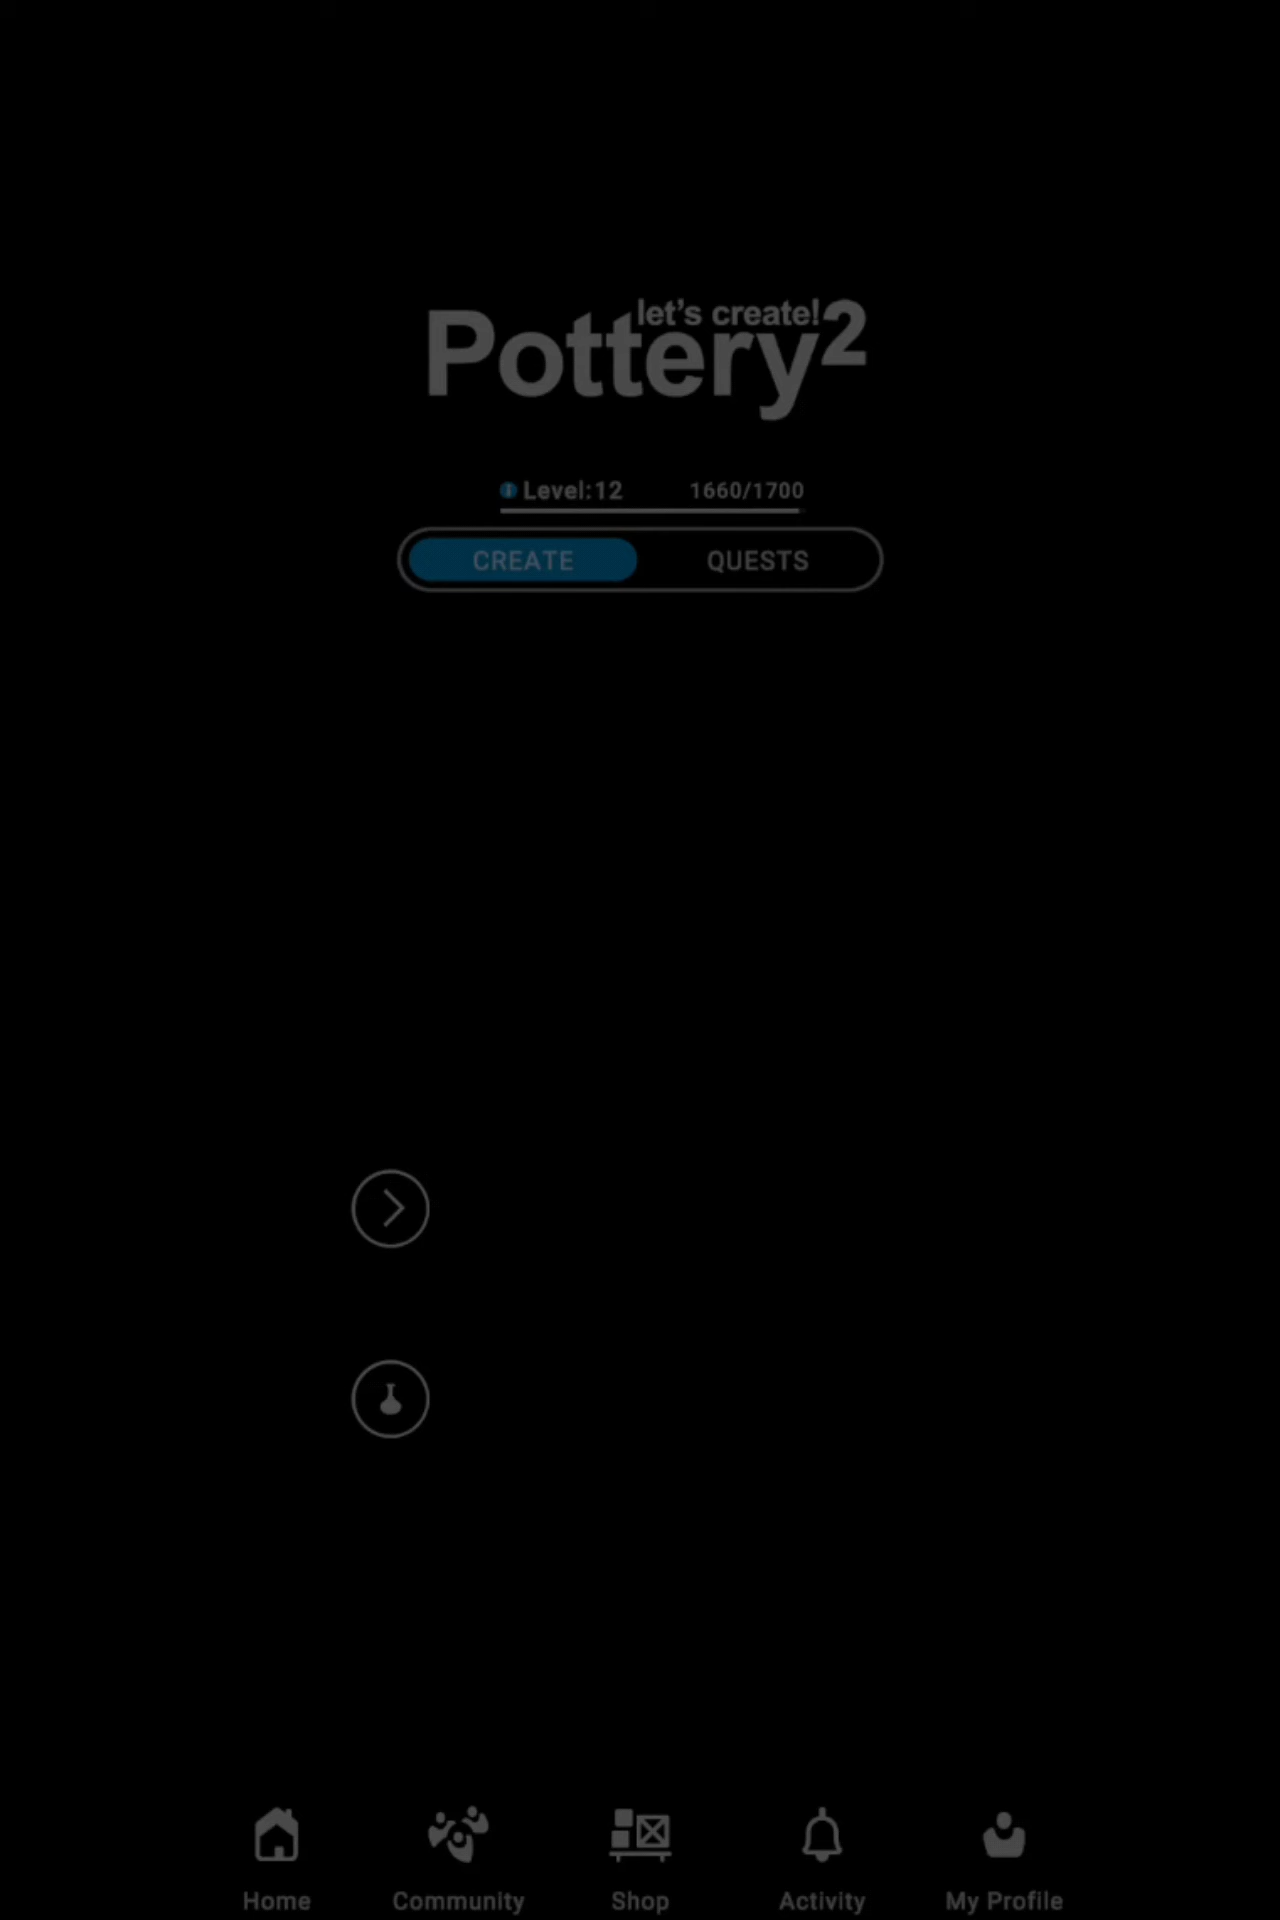 let's create!
Pottery2
Level:12 1660/1700
CREATE QUESTS
Home Community Shop Activity My Profile